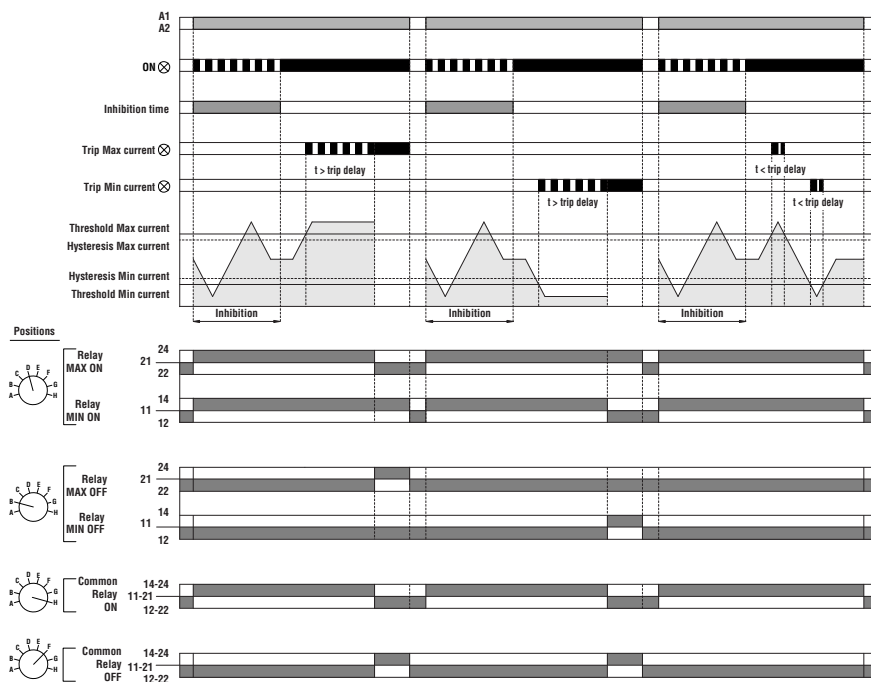 A1
A2
ON
Inhibition time
Trip Max current
t > trip delay
t < trip delay
Trip Min current
t > trip delay
t < trip delay
Threshold Max current
Hysteresis Max current
Hysteresis Min current
Threshold Min current
Inhibition Inhibition Inhibition
Positions
A B C D E F G H
Relay
MAX ON
24
21
22
Relay
MIN ON
14
11
12
A B C D E F G H
Relay
MAX OFF
24
21
22
Relay
MIN OFF
14
11
12
A B C D E F G H
Common
Relay
ON
14-24
11-21
12-22
A B C D E F G H
Common
Relay
OFF
14-24
11-21
12-22